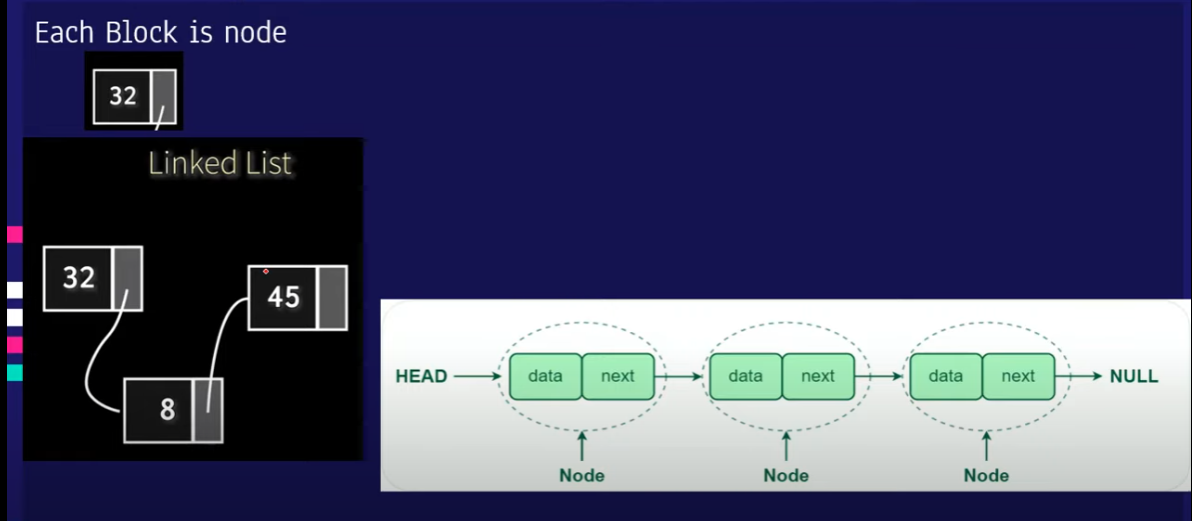 Each Block is node
32
Linked List
32
45
8
HEAD data next data next data next NULL
Node Node Node